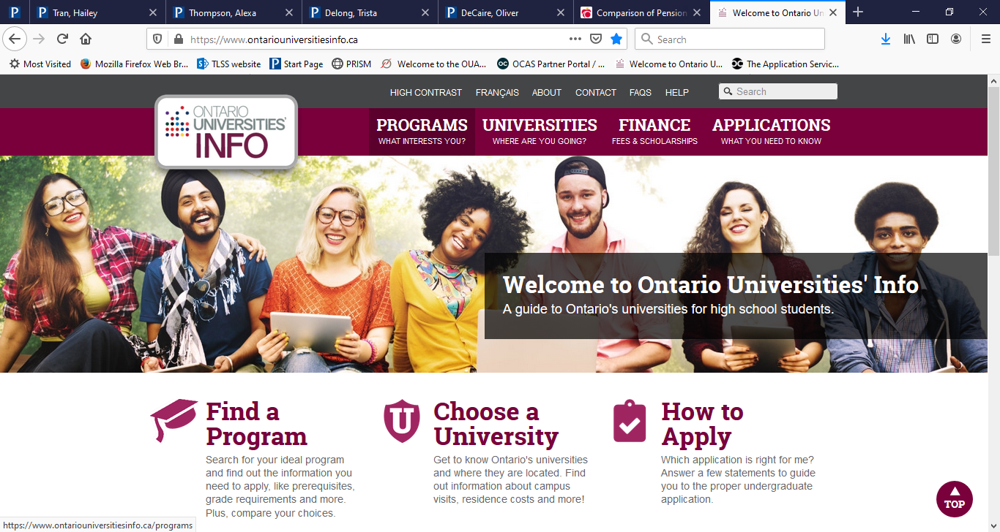 Tran, Hailey
Thompson, Alexa
Delong, Trista
DeCaire, Oliver
Comparison of Pension
Welcome to Ontario Un
https://www.ontariouniversitiesinfo.ca
Search
Most Visited
Mozilla Firefox Web Br...
TLSS website
Start Page
PRISM
Welcome to the OUA...
OCAS Partner Portal / ...
Welcome to Ontario U...
The Application Servic...
HIGH CONTRAST
FRANÇAIS
ABOUT
CONTACT
FAQS
HELP
Search
ONTARIO
UNIVERSITIES'
INFO
PROGRAMS
WHAT INTERESTS YOU?
UNIVERSITIES
WHERE ARE YOU GOING?
FINANCE
FEES & SCHOLARSHIPS
APPLICATIONS
WHAT YOU NEED TO KNOW
Welcome to Ontario Universities' Info
A guide to Ontario's universities for high school students.
Find a
Program
Search for your ideal program
and find out the information you
need to apply, like prerequisites,
grade requirements and more.
Plus, compare your choices.
U
Choose a
University
Get to know Ontario's universities
and where they are located. Find
out information about campus
visits, residence costs and more!
How to
Apply
Which application is right for me?
Answer a few statements to guide
you to the proper undergraduate
application.
TOP
https://www.ontariouniversitiesinfo.ca/programs